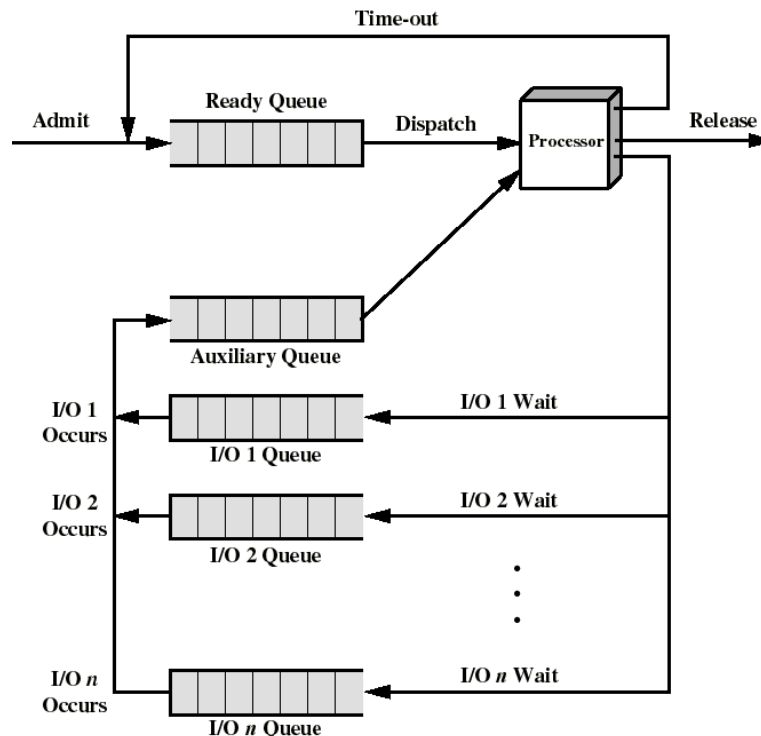 Time-out
Ready Queue
Admit
Dispatch
Processor
Release
Auxiliary Queue
I/O 1
Occurs
I/O 1 Wait
I/O 1 Queue
I/O 2
Occurs
I/O 2 Wait
I/O 2 Queue
I/O n
Occurs
I/O n Wait
I/O n Queue